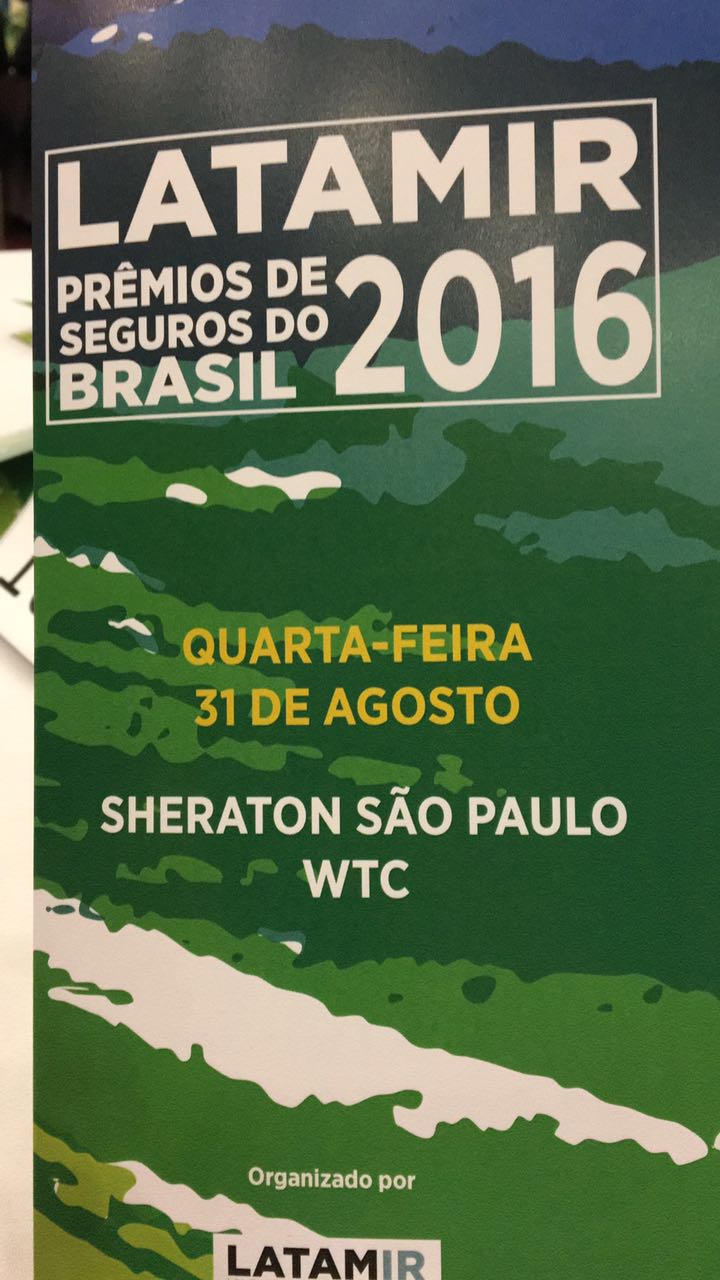 LATAMIR
PRÊMIOS DE
SEGUROS DO
BRASIL
2016
QUARTA-FEIRA
31 DE AGOSTO
SHERATON SÃO PAULO
WTC
Organizado por
LATAMIR